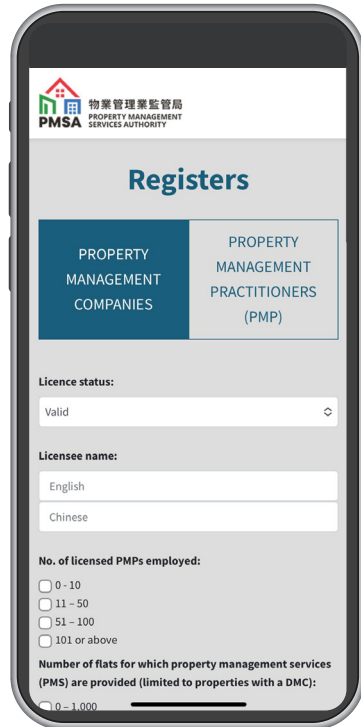 物業管理業監管局
PMSA PROPERTY MANAGEMENT
SERVICES AUTHORITY
Registers
PROPERTY
MANAGEMENT
COMPANIES
PROPERTY
MANAGEMENT
PRACTITIONERS
(PMP)
Licence status:
Valid
Licensee name:
English
Chinese
No. of licensed PMPs employed:
0 - 10
11 – 50
51 – 100
101 or above
Number of flats for which property management services
(PMS) are provided (limited to properties with a DMC):
0 – 1,000